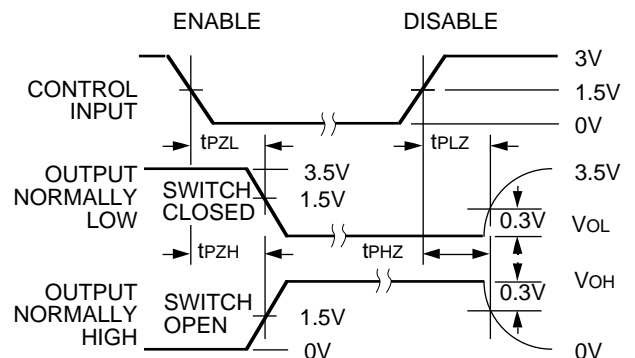 ENABLE
DISABLE
CONTROL
INPUT
3V
1.5V
0V
tPZL
tPLZ
OUTPUT
NORMALLY
LOW
SWITCH
CLOSED
3.5V
1.5V
3.5V
0.3V
VOL
tPZH
tPHZ
OUTPUT
NORMALLY
HIGH
SWITCH
OPEN
1.5V
0V
VOH
0.3V
0V